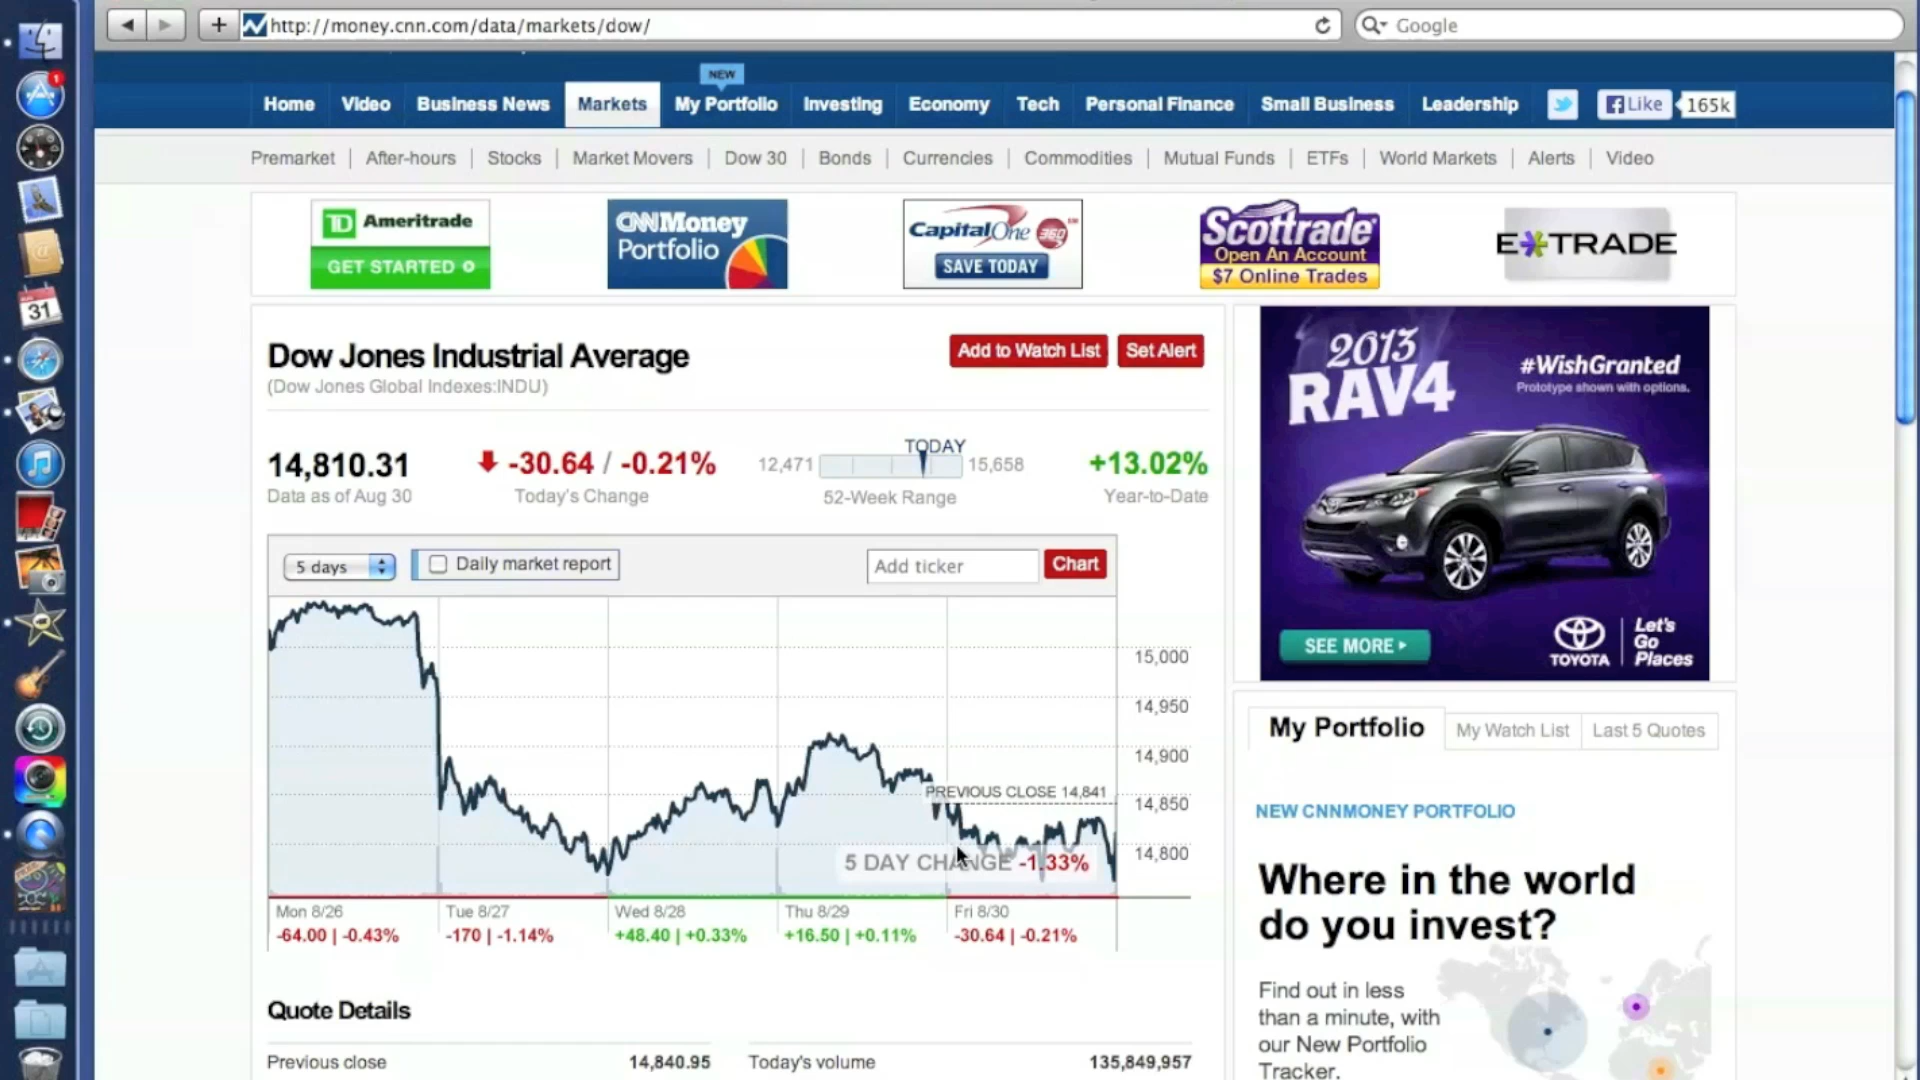 http://money.cnn.com/data/markets/dow/
Google
NEW
Home Video Business News Markets My Portfolio Investing Economy Tech Personal Finance Small Business Leadership Like 165k
Premarket | After-hours | Stocks | Market Movers | Dow 30 | Bonds | Currencies | Commodities | Mutual Funds | ETFs | World Markets | Alerts | Video
TD Ameritrade
GET STARTED
CNNMoney
Portfolio
CapitalOne 360
SAVE TODAY
Scottrade
Open An Account
$7 Online Trades
E*TRADE
Dow Jones Industrial Average
(Dow Jones Global Indexes:INDU)
Add to Watch List
Set Alert
14,810.31
Data as of Aug 30
-30.64 / -0.21%
Today's Change
TODAY
12,471 15,658
52-Week Range
+13.02%
Year-to-Date
5 days
Daily market report
Add ticker
Chart
15,000
14,950
14,900
PREVIOUS CLOSE 14,841
14,850
14,800
5 DAY CHANGE -1.33%
Mon 8/26 Tue 8/27 Wed 8/28 Thu 8/29 Fri 8/30
-64.00 | -0.43% -170 | -1.14% +48.40 | +0.33% +16.50 | +0.11% -30.64 | -0.21%
Quote Details
Previous close 14,840.95 Today's volume 135,849,957
2013
RAV4
#WishGranted
Prototype shown with options.
SEE MORE
TOYOTA
Let's
Go
Places
My Portfolio My Watch List Last 5 Quotes
NEW CNNMONEY PORTFOLIO
Where in the world
do you invest?
Find out in less
than a minute, with
our New Portfolio
Tracker.
31
1